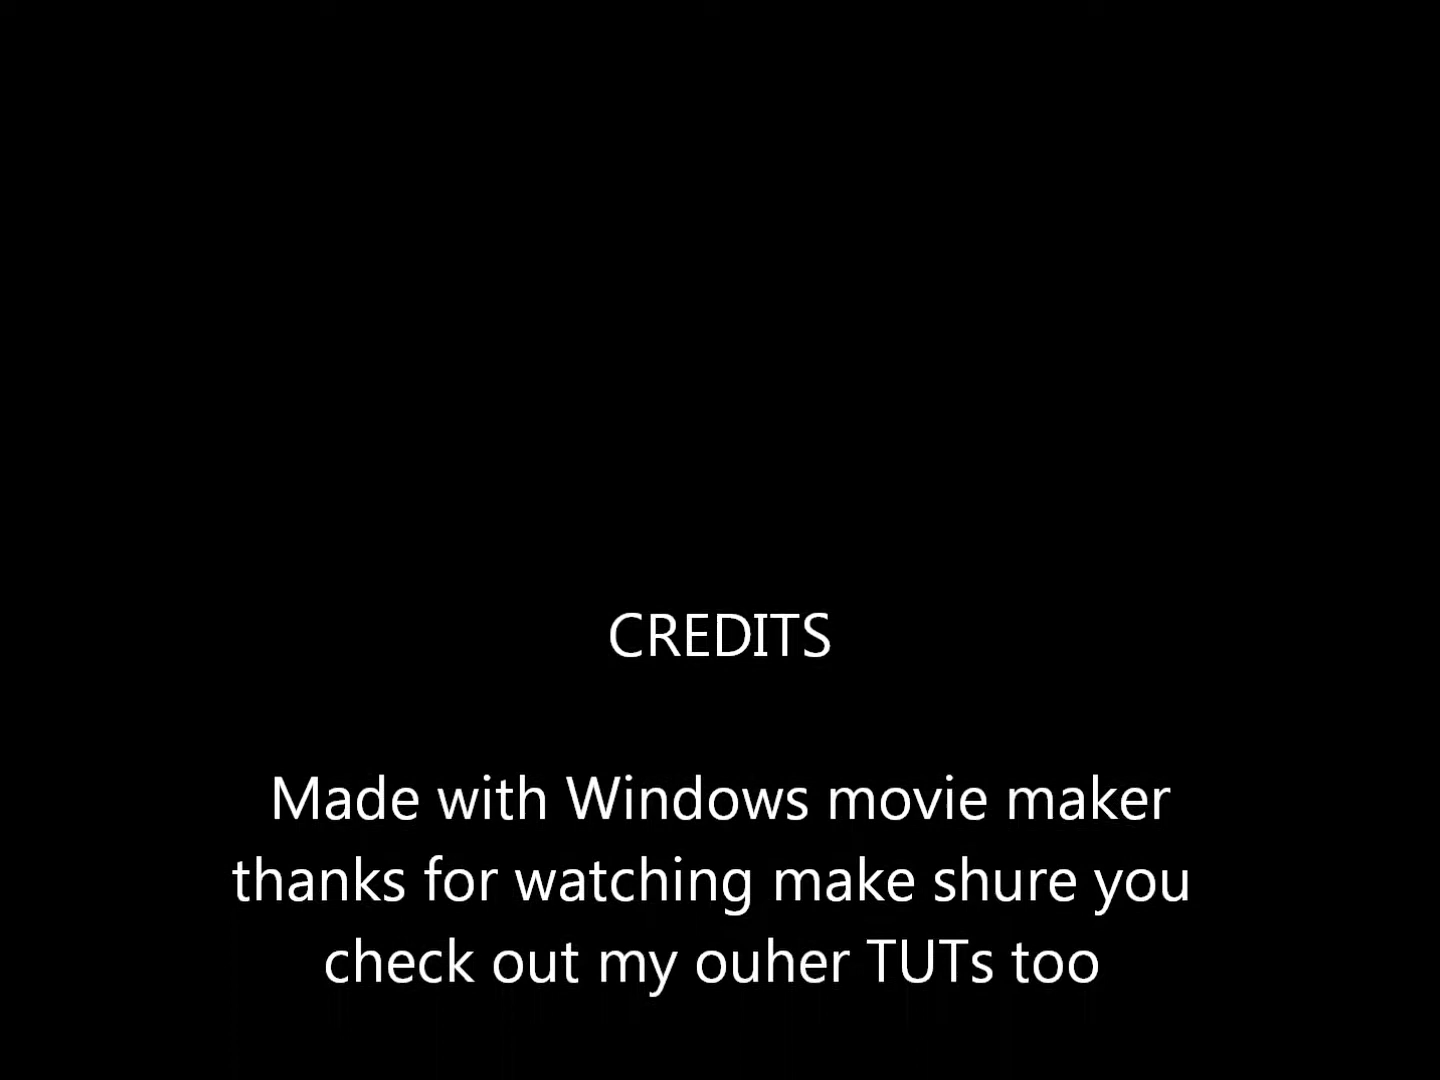 CREDITS
Made with Windows movie maker
thanks for watching make shure you
check out my ouher TUTs too